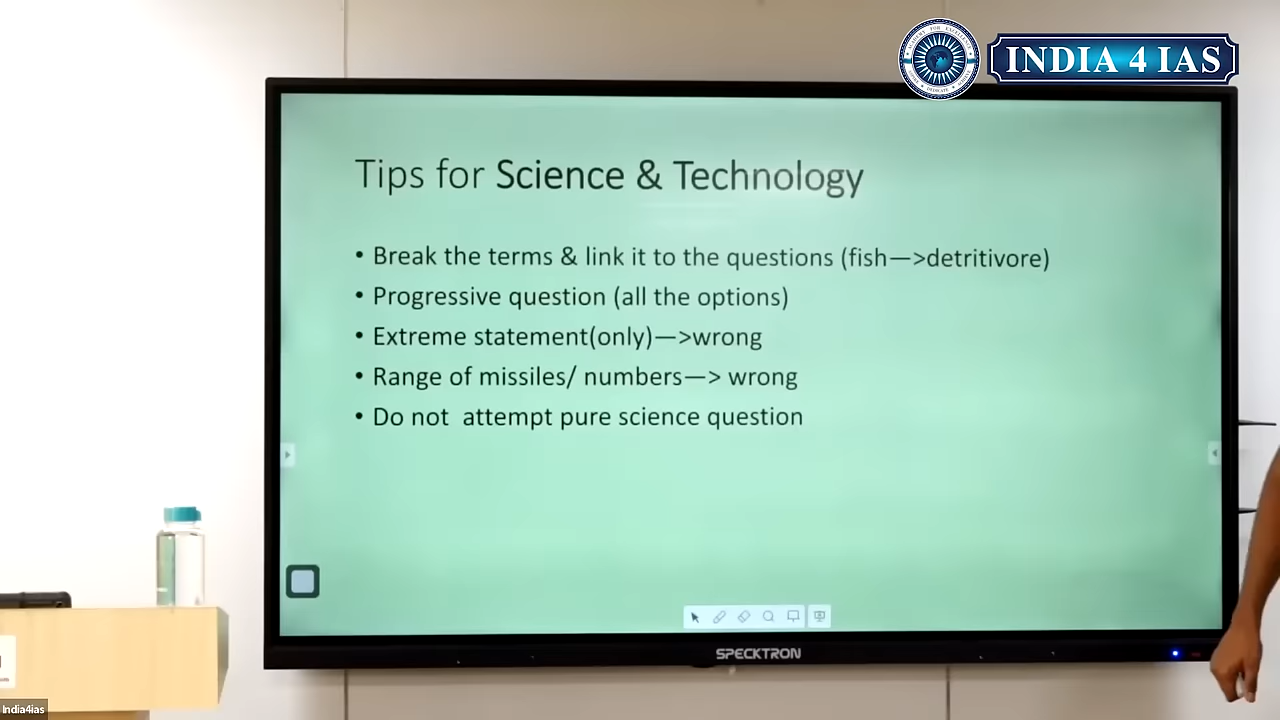 INDIA 4 IAS
Tips for Science & Technology
• Break the terms & link it to the questions (fish—>detritivore)
• Progressive question (all the options)
• Extreme statement(only)—>wrong
• Range of missiles/ numbers—> wrong
• Do not  attempt pure science question
SPECKTRON
India4ias